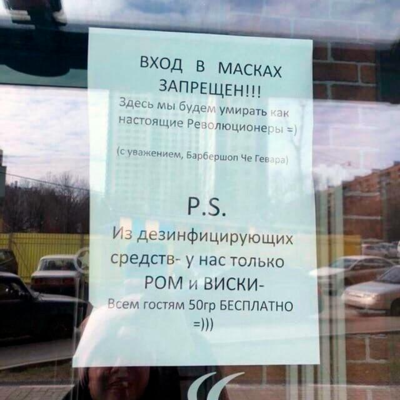 ВХОД В МАСКАХ
ЗАПРЕЩЕН!!!
Здесь мы будем умирать как
настоящие Революционеры =)
(с уважением, Барбершоп Че Гевара)
P.S.
Из дезинфицирующих
средств- у нас только
РОМ и ВИСКИ-
Всем гостям 50гр БЕСПЛАТНО
=)))